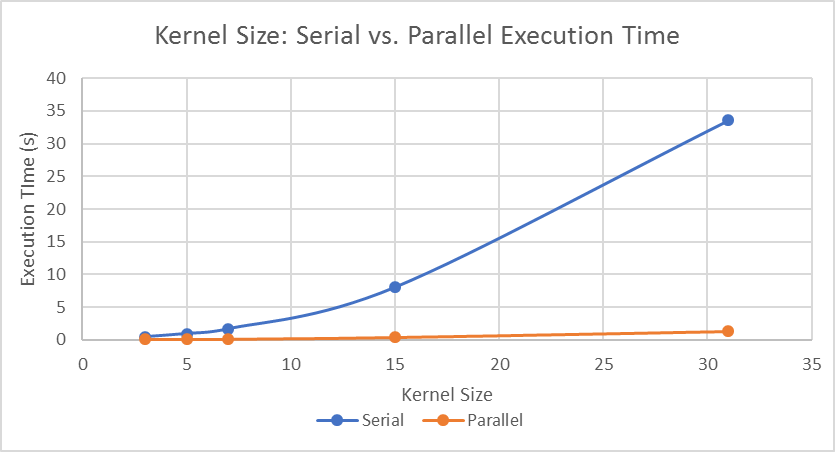 Kernel Size: Serial vs. Parallel Execution Time
40
35
30
25
20
15
10
5
0
Execution TIme (s)
0 5 10 15 20 25 30 35
Kernel Size
Serial Parallel